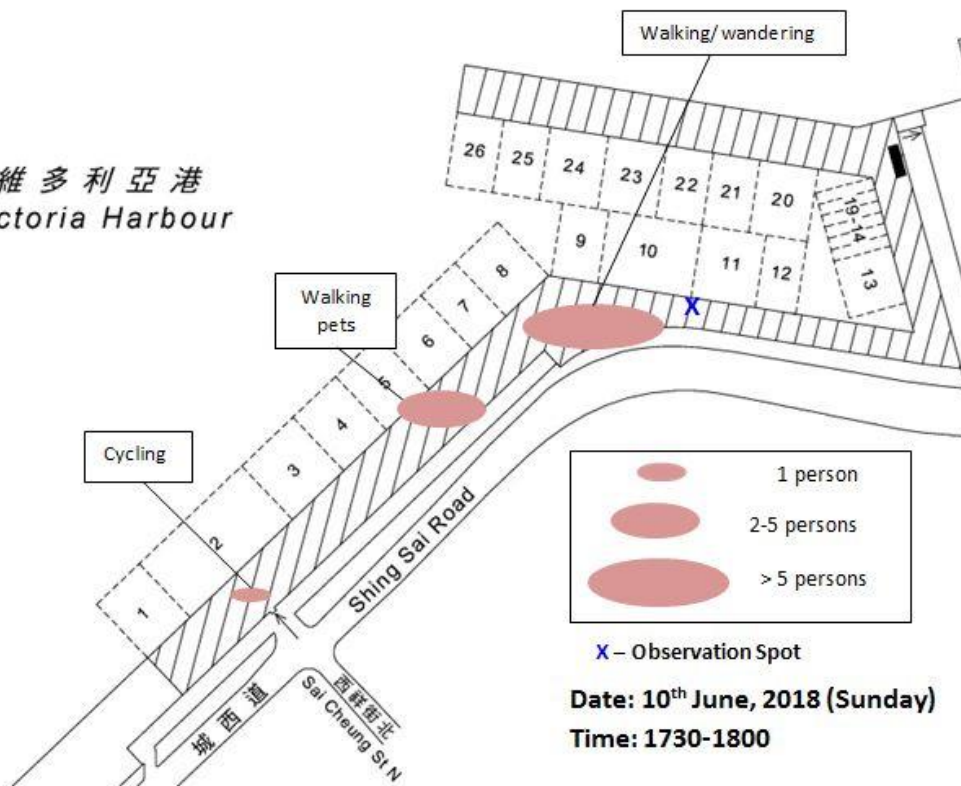 Walking/ wandering
維多利亞港
ctoria Harbour
26
25
24
23
22
21
20
19-14
13
9
10
11
12
8
7
6
5
4
3
2
1
Walking
pets
Cycling
Shing Sai Road
城西道
西祥街北
Sai Cheung St N
1 person
2-5 persons
> 5 persons
X – Observation Spot
Date: 10th June, 2018 (Sunday)
Time: 1730-1800